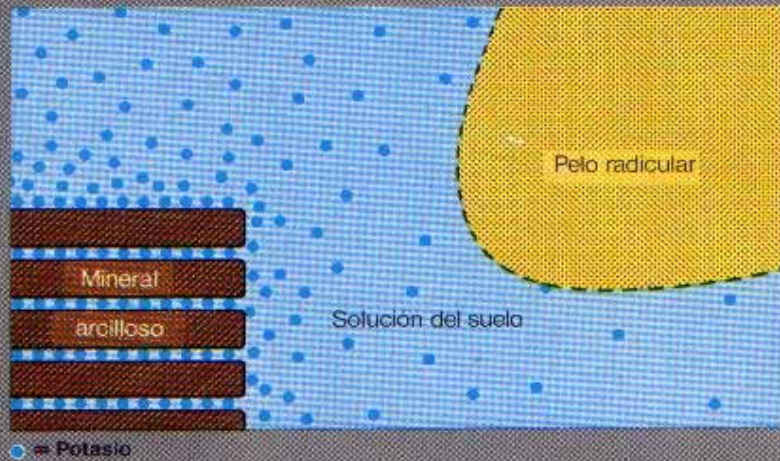 Pelo radicular
Mineral
arcilloso
Solución del suelo
= Potasio